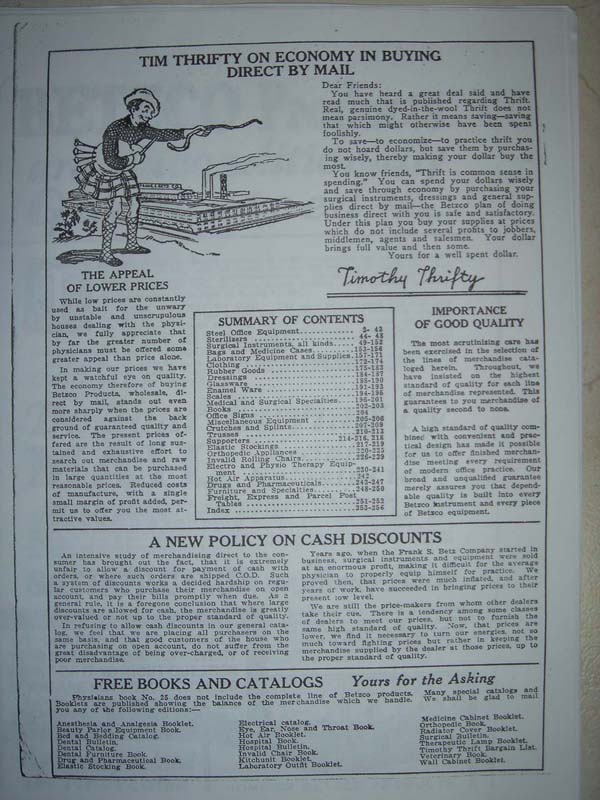 TIM THRIFTY ON ECONOMY IN BUYING
DIRECT BY MAIL
Dear Friends:
You have heard a great deal said and have
read much that is published regarding Thrift.
Real, genuine dyed-in-the-wool Thrift does not
mean parsimony. Rather it means saving—saving
that which might otherwise have been spent
foolishly.
To save—to economize—to practice thrift you
do not hoard dollars, but save them by purchas-
ing wisely, thereby making your dollar buy the
most.
You know friends, "Thrift is common sense in
spending." You can spend your dollars wisely
and save through economy by purchasing your
surgical instruments, dressings and general sup-
plies direct by mail—the Betzco plan of doing
business direct with you is safe and satisfactory.
Under this plan you buy your supplies at prices
which do not include several profits to jobbers,
middlemen, agents and salesmen. Your dollar
brings full value and then some.
Yours for a well spent dollar.
Timothy Thrifty
THE APPEAL
OF LOWER PRICES
While low prices are constantly
used as bait for the unwary
by unstable and unscrupulous
houses dealing with the physi-
cian, we fully appreciate that
by far the greater number of
physicians must be offered some
greater appeal than price alone.
In making our prices we have
kept a watchful eye on quality.
The economy therefore of buying
Betzco Products, wholesale, di-
rect by mail, stands out even
more sharply when the prices are
considered against the back
ground of guaranteed quality and
service. The present prices of-
fered are the result of long sus-
tained and exhaustive effort to
search out merchandise and raw
materials that can be purchased
in large quantities at the most
reasonable prices. Reduced costs
of manufacture, with a single
small margin of profit added, per-
mit us to offer you the most at-
tractive values.
SUMMARY OF CONTENTS
Steel Office Equipment
Sterilizers
Surgical Instruments, all kinds
Bags and Medicine Cases
Laboratory Equipment and Supplies. 157-171
Clothing 172-174
Rubber Goods 175-183
Dressings 184-187
Glassware 188-190
Enamel Ware 191-193
Scales 194-196
Medical and Surgical Specialties 196-201
Books 202-203
Office Signs 204
Miscellaneous Equipment 205-206
Crutches and Splints 207-209
Trusses 210-213
Supporters 214-216, 218
Elastic Stockings 217-219
Orthopedic Appliances 220-225
Invalid Rolling Chairs 226-229
Electro and Physio Therapy Equip-
ment 230-241
Hot Air Apparatus 242
Drugs and Pharmaceuticals 243-247
Furniture and Specialties 248-250
Freight, Express and Parcel Post
Tables 251-252
Index 253-256
IMPORTANCE
OF GOOD QUALITY
The most scrutinizing care has
been exercised in the selection of
the lines of merchandise cata-
loged herein. Throughout, we
have insisted on the highest
standard of quality for each line
of merchandise represented. This
guarantees to you merchandise of
a quality second to none.
A high standard of quality com-
bined with convenient and prac-
tical design has made it possible
for us to offer finished merchan-
dise meeting every requirement
of modern office practice. Our
broad and unqualified guarantee
merely assures you that depend-
able quality is built into every
Betzco instrument and every piece
of Betzco equipment.
A NEW POLICY ON CASH DISCOUNTS
An intensive study of merchandising direct to the con-
sumer has brought out the fact, that it is extremely
unfair to allow a discount for payment of cash with
orders, or where such orders are shipped C.O.D. Such
a system of discounts works a decided hardship on regu-
lar customers who purchase their merchandise on open
account, and pay their bills promptly when due. As a
general rule, it is a foregone conclusion that where large
discounts are allowed for cash, the merchandise is greatly
over-valued or not up to the proper standard of quality.
In refusing to allow cash discounts in our general cata-
log, we feel that we are placing all purchasers on the
same basis, and that good customers of the house who
are purchasing on open account, do not suffer from the
great disadvantage of being over-charged, or of receiving
poor merchandise.
Years ago, when the Frank S. Betz Company started in
business, surgical instruments and equipment were sold
at an enormous profit, making it difficult for the average
physician to properly equip himself for practice. We
proved then, that prices were much inflated, and after
years of work, have succeeded in bringing prices to their
present low level.
We are still the price-makers from whom other dealers
take their cue. There is a tendency among some classes
of dealers to meet our prices, but not to furnish the
same high standard of quality. Now, that prices are
lower, we find it necessary to turn our energies, not so
much toward fighting prices but rather in keeping the
merchandise supplied by the dealer at those prices, up to
the proper standard of quality.
FREE BOOKS AND CATALOGS Yours for the Asking
Physicians book No. 25 does not include the complete line of Betzco products. Many special catalogs and
Booklets are published showing the balance of the merchandise which we handle. We shall be glad to mail
you any of the following editions:—
Anesthesia and Analgesia Booklet.
Beauty Parlor Equipment Book.
Bed and Bedding Catalog.
Dental Bulletin.
Dental Catalog.
Dental Furniture Book.
Drug and Pharmaceutical Book.
Elastic Stocking Book.
Electrical catalog.
Eye, Ear, Nose and Throat Book.
Hot Air Booklet.
Hospital Book.
Hospital Bulletin.
Invalid Chair Book.
Kitchunit Booklet.
Laboratory Outfit Booklet.
Medicine Cabinet Booklet.
Orthopedic Book.
Radiator Cover Booklet.
Surgical Bulletin.
Therapeutic Lamp Booklet.
Timothy Thrift Bargain List.
Veterinary Book.
Wall Cabinet Booklet.